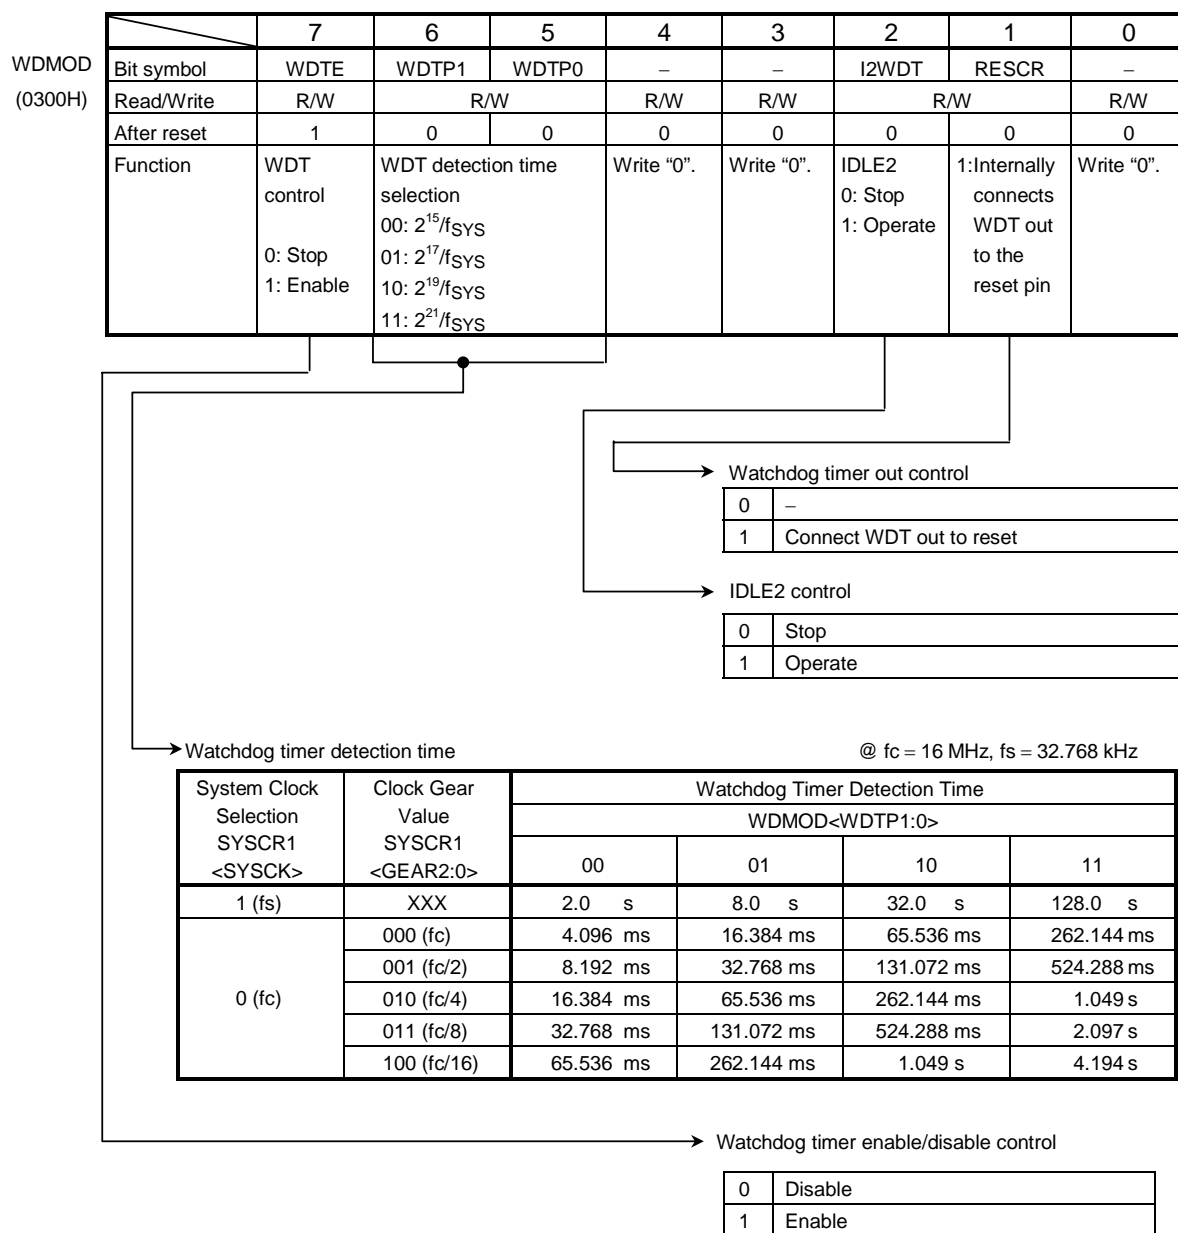 7 6 5 4 3 2 1 0
WDMOD Bit symbol WDTE WDTP1 WDTP0 – – I2WDT RESCR –
(0300H) Read/Write R/W R/W R/W R/W R/W R/W
After reset 1 0 0 0 0 0 0 0
Function WDT WDT detection time Write “0”. Write “0”. IDLE2 1:Internally Write “0”.
control selection 0: Stop connects
00: 2^15/fSYS 1: Operate WDT out
0: Stop 01: 2^17/fSYS to the
1: Enable 10: 2^19/fSYS reset pin
11: 2^21/fSYS
Watchdog timer out control
0 –
1 Connect WDT out to reset
IDLE2 control
0 Stop
1 Operate
Watchdog timer detection time @ fc = 16 MHz, fs = 32.768 kHz
System Clock Clock Gear Watchdog Timer Detection Time
Selection Value WDMOD<WDTP1:0>
SYSCR1 SYSCR1
<SYSCK> <GEAR2:0> 00 01 10 11
1 (fs) XXX 2.0 s 8.0 s 32.0 s 128.0 s
000 (fc) 4.096 ms 16.384 ms 65.536 ms 262.144 ms
001 (fc/2) 8.192 ms 32.768 ms 131.072 ms 524.288 ms
0 (fc) 010 (fc/4) 16.384 ms 65.536 ms 262.144 ms 1.049 s
011 (fc/8) 32.768 ms 131.072 ms 524.288 ms 2.097 s
100 (fc/16) 65.536 ms 262.144 ms 1.049 s 4.194 s
Watchdog timer enable/disable control
0 Disable
1 Enable